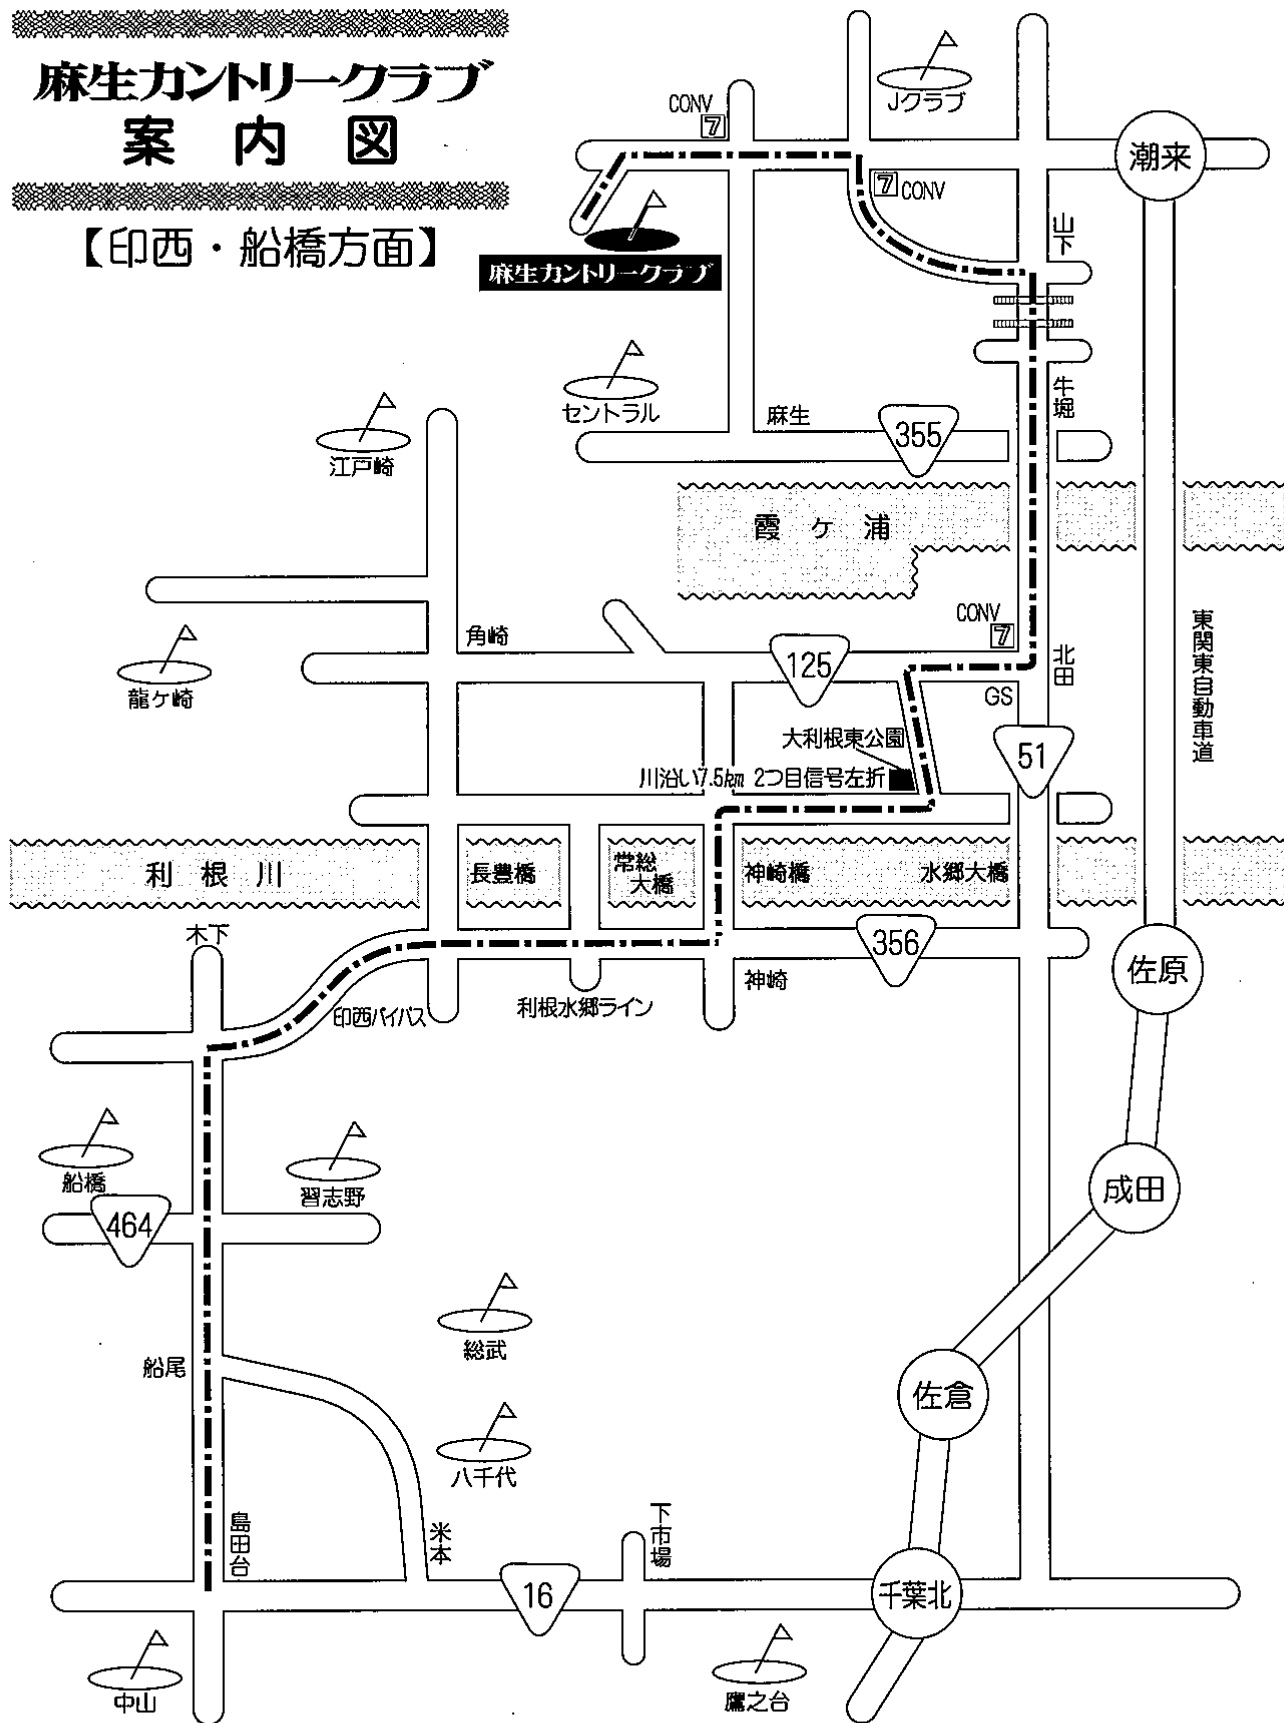 麻生カントリークラブ
案内図
【印西・船橋方面】
Jクラブ
CONV
7
潮来
7 CONV
山下
麻生カントリークラブ
セントラル
牛堀
麻生
355
江戸崎
霞ヶ浦
CONV
7
角崎
125
北田
東関東自動車道
龍ケ崎
GS
大利根東公園
51
川沿い7.5km 2つ目信号左折
利根川
長豊橋
常総
大橋
神崎橋
水郷大橋
木下
356
佐原
神崎
印西バイパス
利根水郷ライン
船橋
習志野
成田
464
総武
船尾
佐倉
八千代
島田台
米本
下市場
16
千葉北
中山
鷹之台